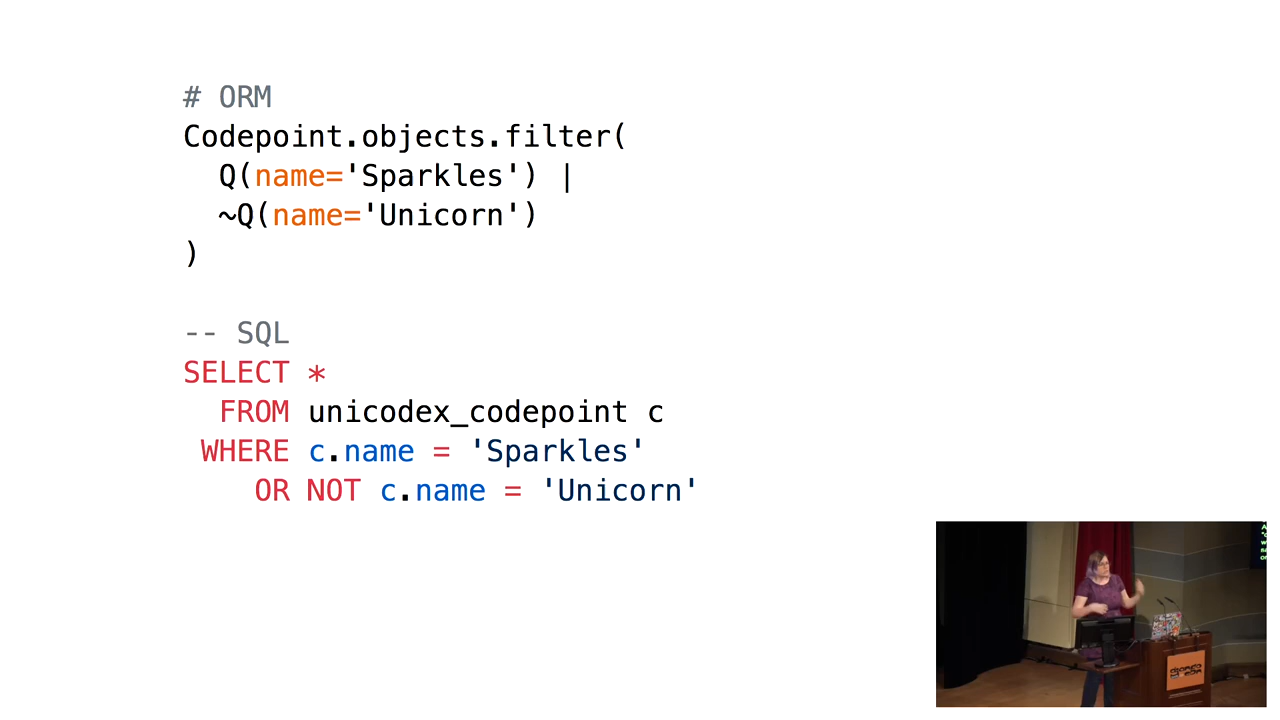 # ORM
Codepoint.objects.filter(
  Q(name='Sparkles') |
  ~Q(name='Unicorn')
)
-- SQL
SELECT *
  FROM unicodex_codepoint c
 WHERE c.name = 'Sparkles'
    OR NOT c.name = 'Unicorn'